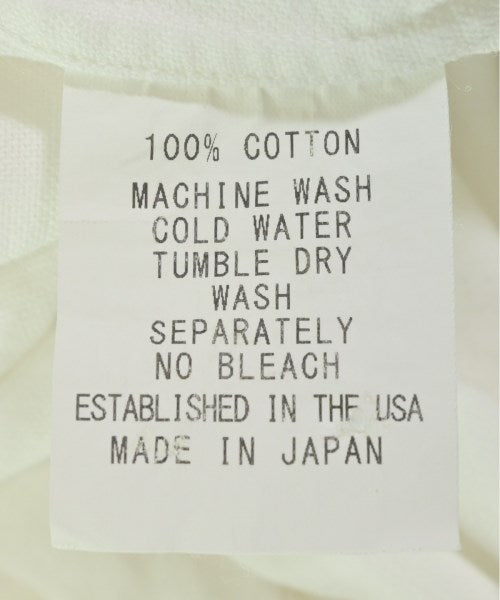 100% COTTON
MACHINE WASH
COLD WATER
TUMBLE DRY
WASH
SEPARATELY
NO BLEACH
ESTABLISHED IN THE USA
MADE IN JAPAN